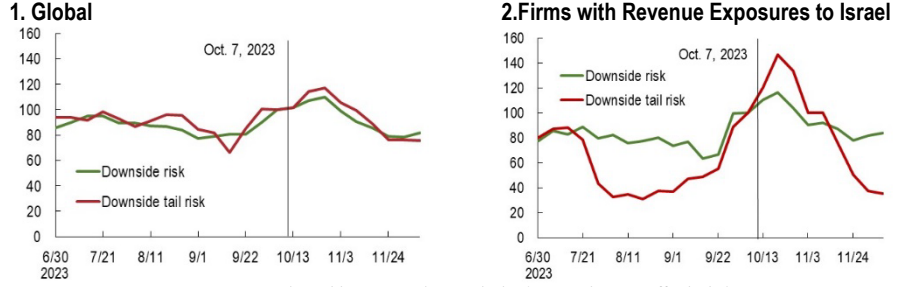 1. Global
160
140
120
100
80
60
40
20
0
Oct. 7, 2023
Downside risk
Downside tail risk
6/30 7/21 8/11 9/1 9/22 10/13 11/3 11/24
2023
2.Firms with Revenue Exposures to Israel
160
140
120
100
80
60
40
20
0
Oct. 7, 2023
Downside risk
Downside tail risk
6/30 7/21 8/11 9/1 9/22 10/13 11/3 11/24
2023